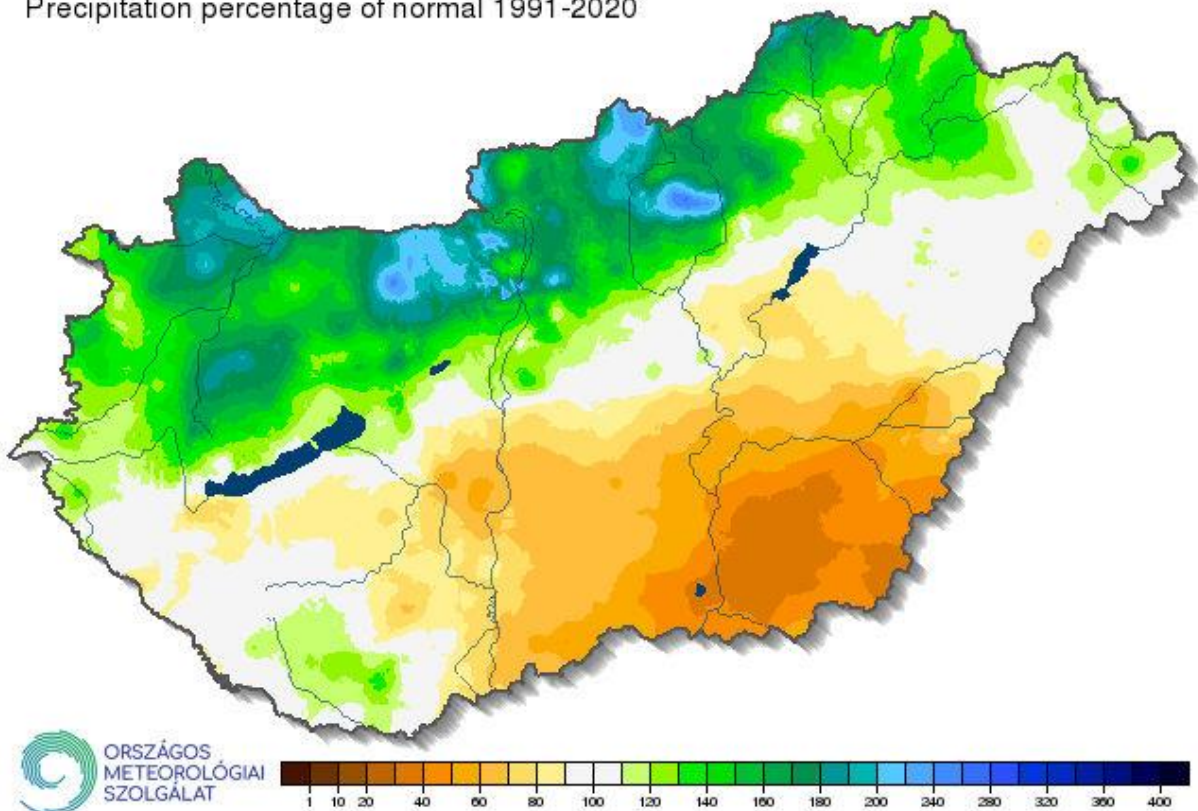 Precipitation percentage of normal 1991-2020
ORSZÁGOS
METEOROLÓGIAI
SZOLGÁLAT
1 10 20 40 60 80 100 120 140 160 180 200 240 280 320 360 400